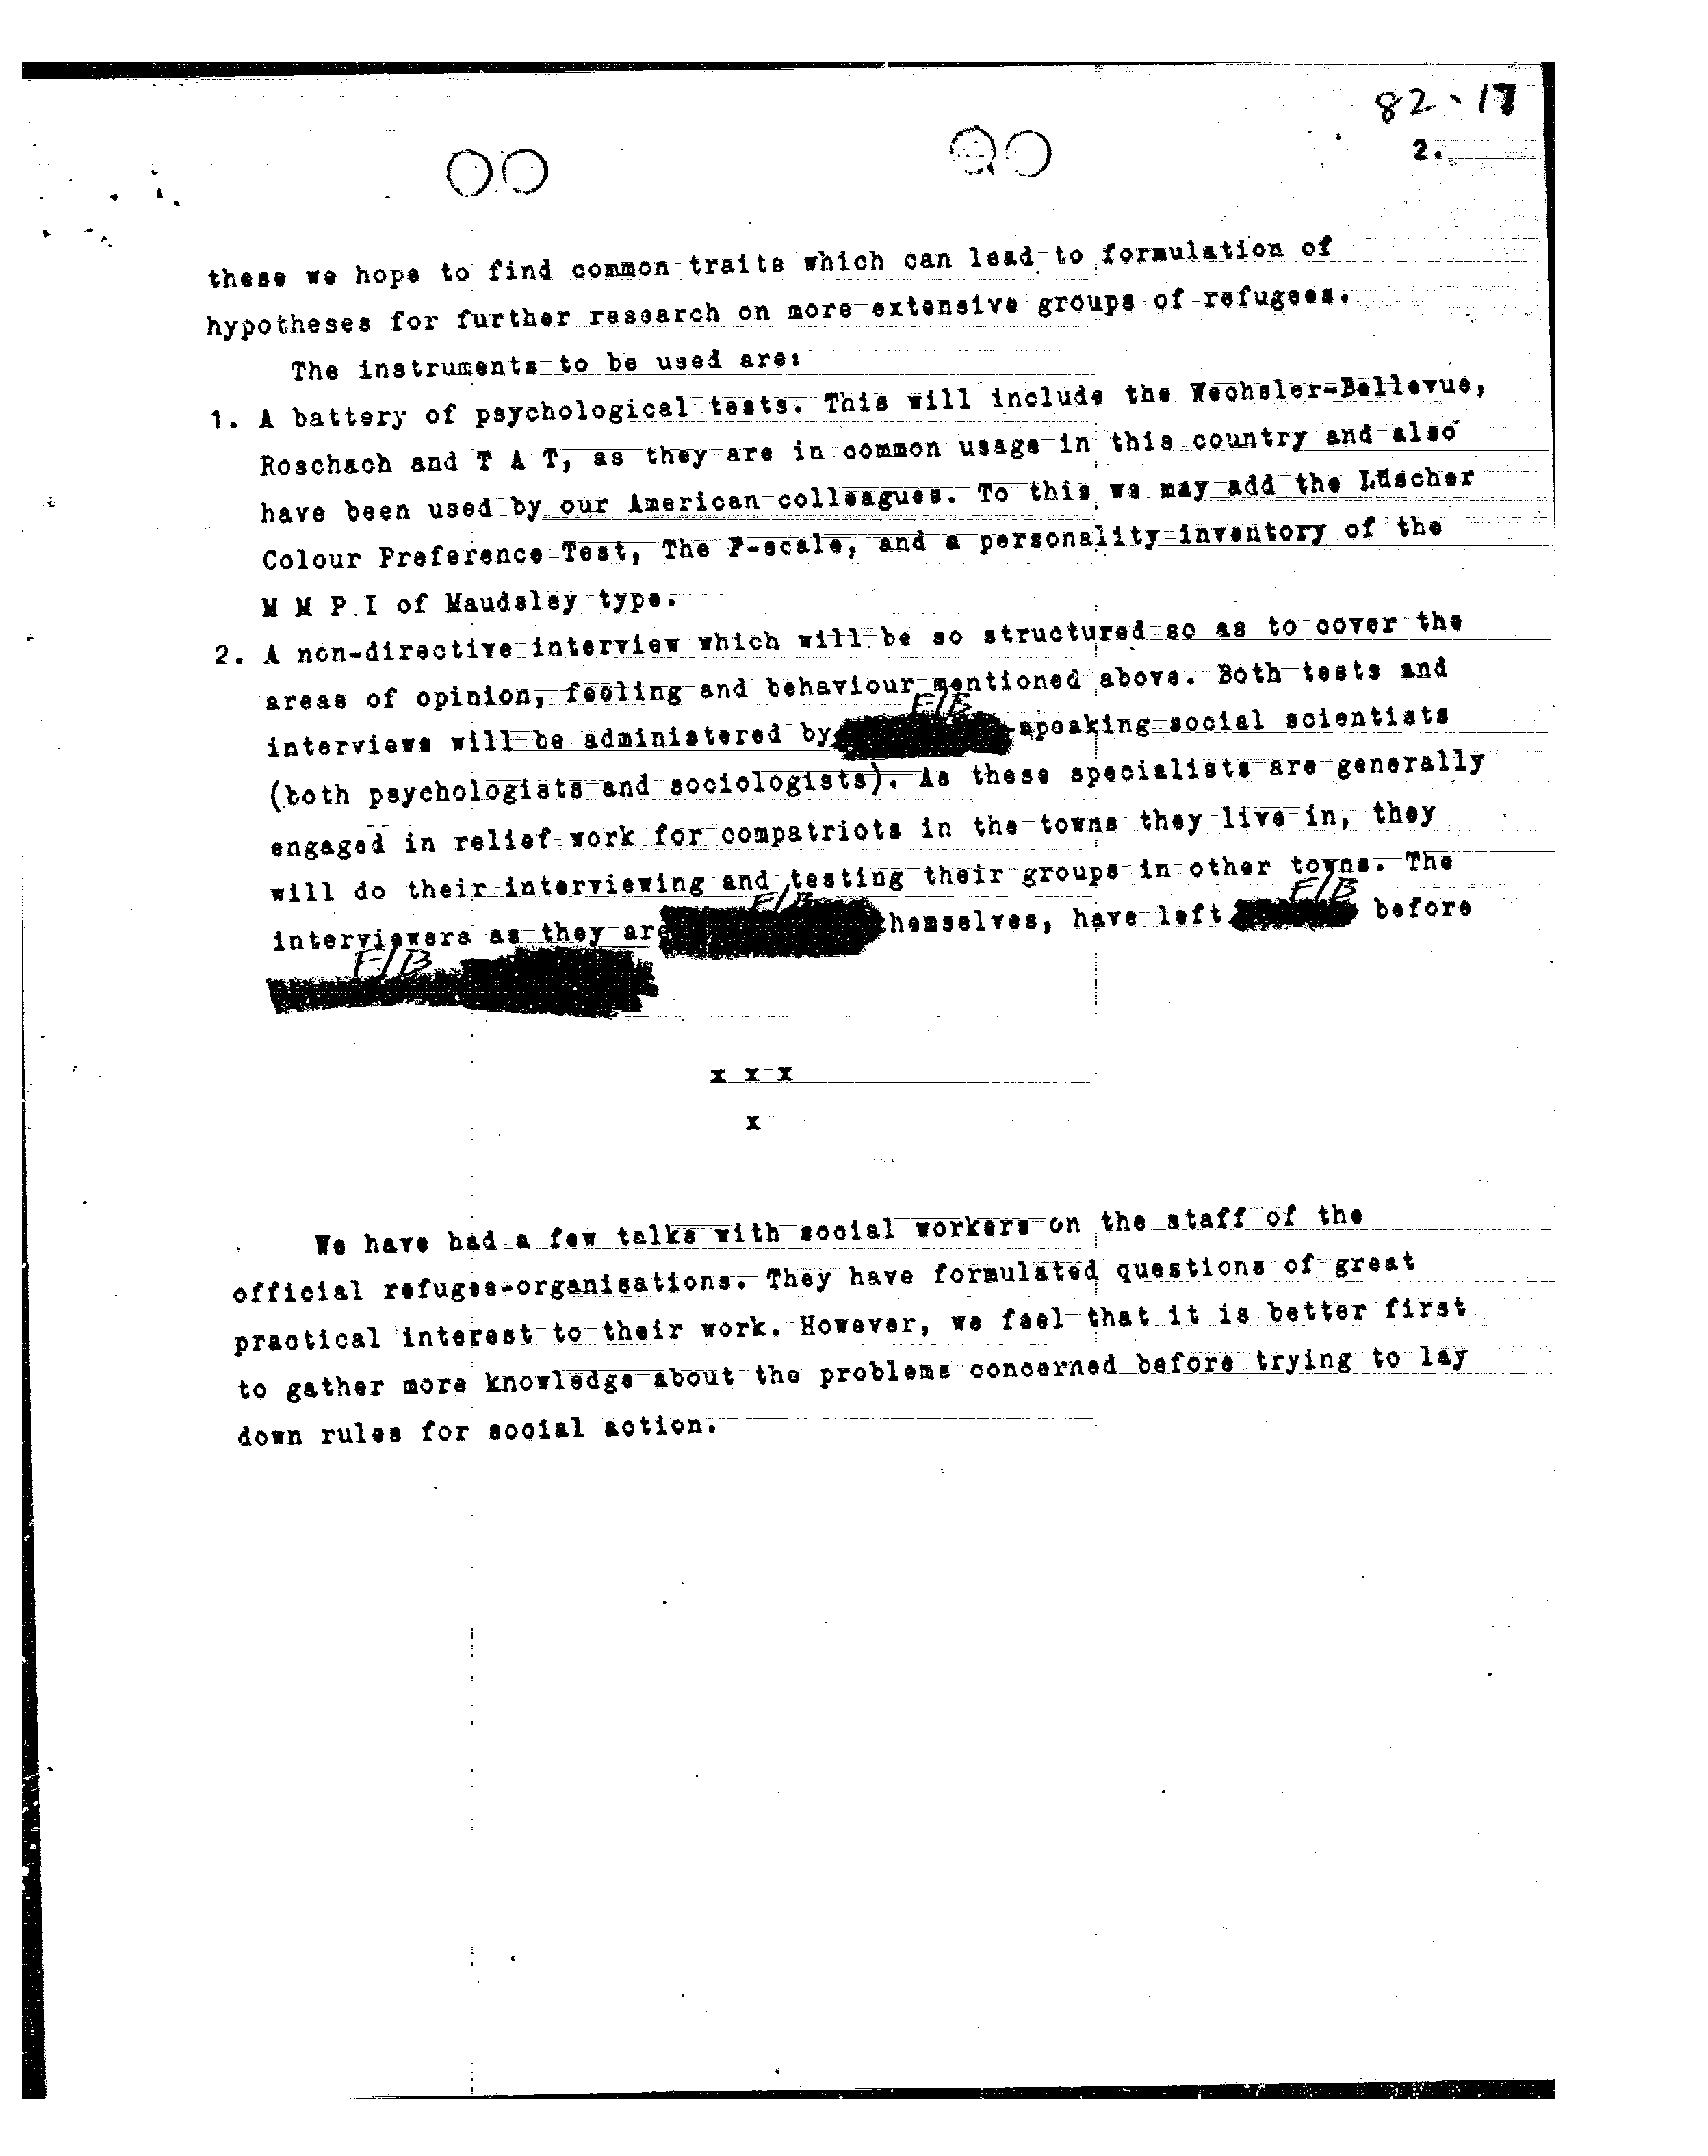 82-17
2.
these we hope to find common traits which can lead to formulation of
hypotheses for further research on more extensive groups of refugees.
The instruments to be used are:
1. A battery of psychological tests. This will include the Wechsler-Bellevue,
Roschach and T A T, as they are in common usage in this country and also
have been used by our American colleagues. To this we may add the Lüscher
Colour Preference Test, The F-scale, and a personality inventory of the
M M P I of Maudsley type.
2. A non-directive interview which will be so structured so as to cover the
areas of opinion, feeling and behaviour mentioned above. Both tests and
F/B
interviews will be administered by speaking social scientists
(both psychologists and sociologists). As these specialists are generally
engaged in relief work for compatriots in the towns they live in, they
will do their interviewing and testing their groups in other towns. The
F/B F/B
interviewers as they are themselves, have left before
F/B
x x x
x
We have had a few talks with social workers on the staff of the
official refugee-organisations. They have formulated questions of great
practical interest to their work. However, we feel that it is better first
to gather more knowledge about the problems concerned before trying to lay
down rules for social action.